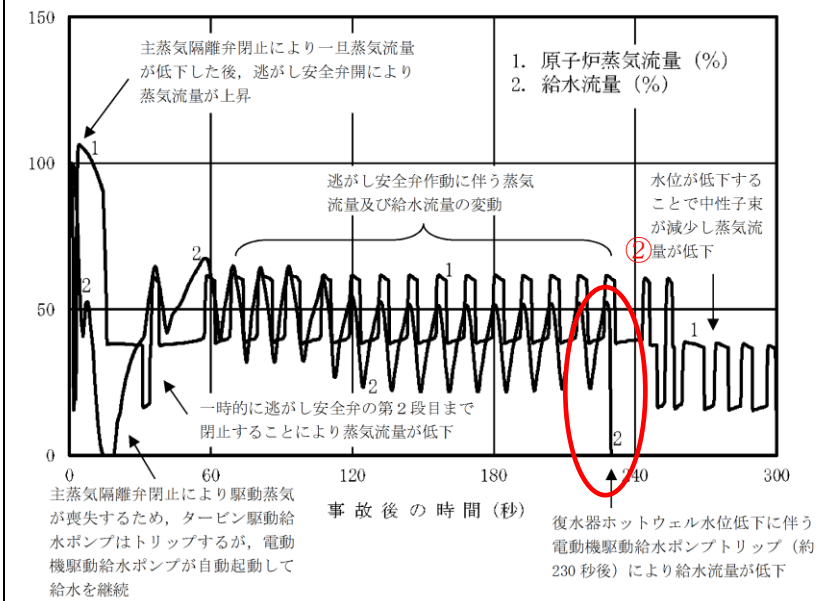 150
主蒸気隔離弁閉止により一旦蒸気流量
が低下した後，逃がし安全弁開により
蒸気流量が上昇
1. 原子炉蒸気流量（%）
2. 給水流量（%）
1
100
逃がし安全弁作動に伴う蒸気
流量及び給水流量の変動
水位が低下する
ことで中性子束
が減少し蒸気流
量が低下
②
2
1
2
50
1
2
一時的に逃がし安全弁の第２段目まで
閉止することにより蒸気流量が低下
2
0
0
60
120
180
240
300
事故後の時間（秒）
主蒸気隔離弁閉止により駆動蒸気
が喪失するため，タービン駆動給
水ポンプはトリップするが，電動
機駆動給水ポンプが自動起動して
給水を継続
復水器ホットウェル水位低下に伴う
電動機駆動給水ポンプトリップ（約
230 秒後）により給水流量が低下